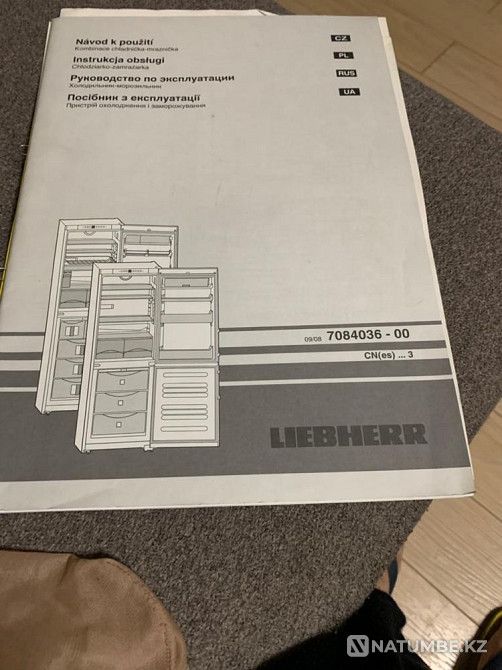 Návod k použití
Kombinace chladnička-mraznička
CZ
Instrukcja obsługi
Chłodziarko-zamrażarka
PL
Руководство по эксплуатации
Холодильник-морозильник
RUS
Посібник з експлуатації
Пристрій охолодження і заморожування
UA
09/08 7084036 - 00
CN(es) ... 3
LIEBHERR
NATUMBE.KZ